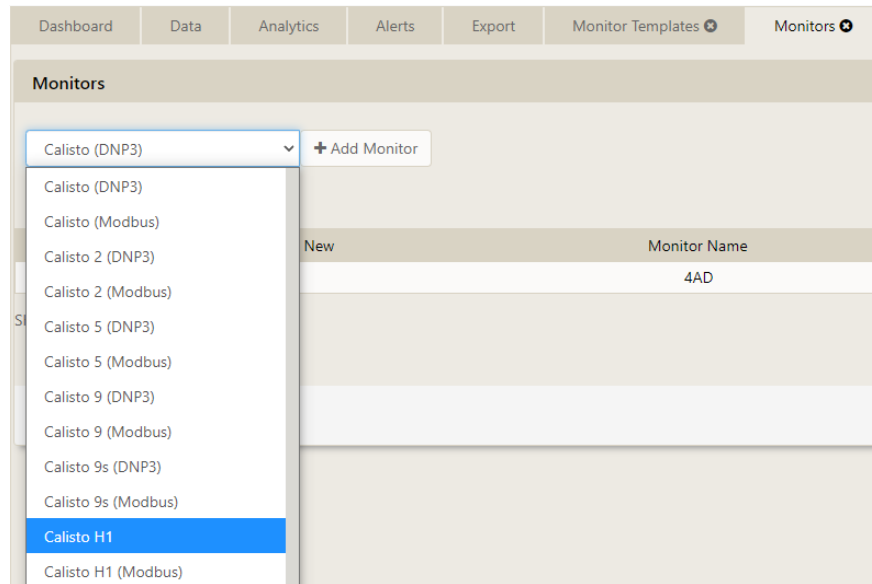 Dashboard Data Analytics Alerts Export Monitor Templates Monitors
Monitors
Calisto (DNP3) + Add Monitor
Calisto (DNP3)
Calisto (Modbus)
New Monitor Name
Calisto 2 (DNP3)
4AD
Calisto 2 (Modbus)
Calisto 5 (DNP3)
Calisto 5 (Modbus)
Calisto 9 (DNP3)
Calisto 9 (Modbus)
Calisto 9s (DNP3)
Calisto 9s (Modbus)
Calisto H1
Calisto H1 (Modbus)